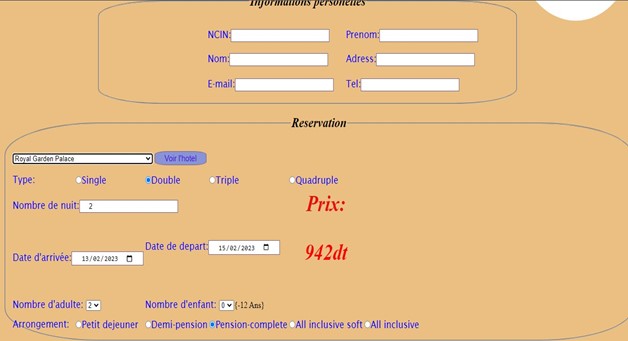 Informations personelles
NCIN: Prenom:
Nom: Adress:
E-mail: Tel:
Reservation
Royal Garden Palace Voir l'hotel
Type: Single Double Triple Quadruple
Nombre de nuit: 2 Prix:
Date d'arrivée: 13/02/2023 Date de depart: 15/02/2023 942dt
Nombre d'adulte: 2 Nombre d'enfant: 0 (-12 Ans)
Arrongement: Petit dejeuner Demi-pension Pension-complete All inclusive soft All inclusive